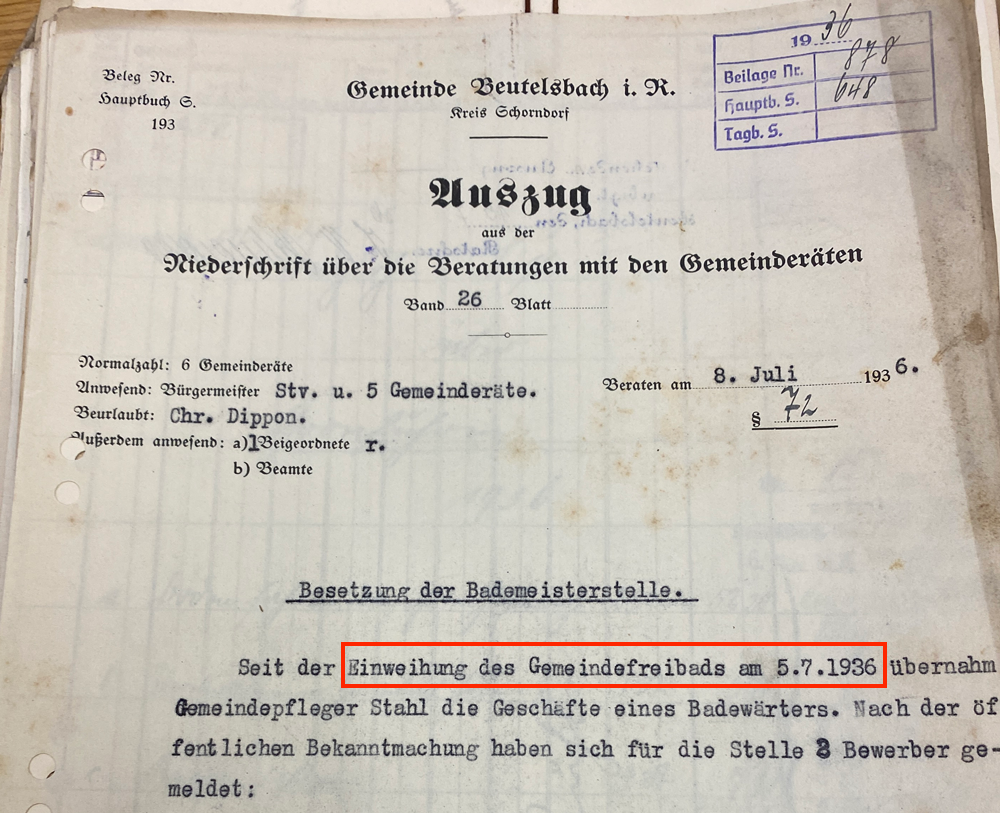 Beleg Nr.
Hauptbuch S.
193
Gemeinde Beutelsbach i. R.
Kreis Schorndorf
1936
Beilage Nr. 878
Hauptb. S. 648
Tagb. S.
Auszug
aus der
Niederschrift über die Beratungen mit den Gemeinderäten
Band 26 Blatt
Normalzahl: 6 Gemeinderäte
Anwesend: Bürgermeister Stv. u. 5 Gemeinderäte.
Beurlaubt: Chr. Dippon.
Außerdem anwesend: a) 1 Beigeordnete r.
b) Beamte
Beraten am 8. Juli 1936.
§ 72
Besetzung der Bademeisterstelle.
Seit der Einweihung des Gemeindefreibads am 5.7.1936 übernahm
Gemeindepfleger Stahl die Geschäfte eines Badewärters. Nach der öf
fentlichen Bekanntmachung haben sich für die Stelle Bewerber ge-
meldet: